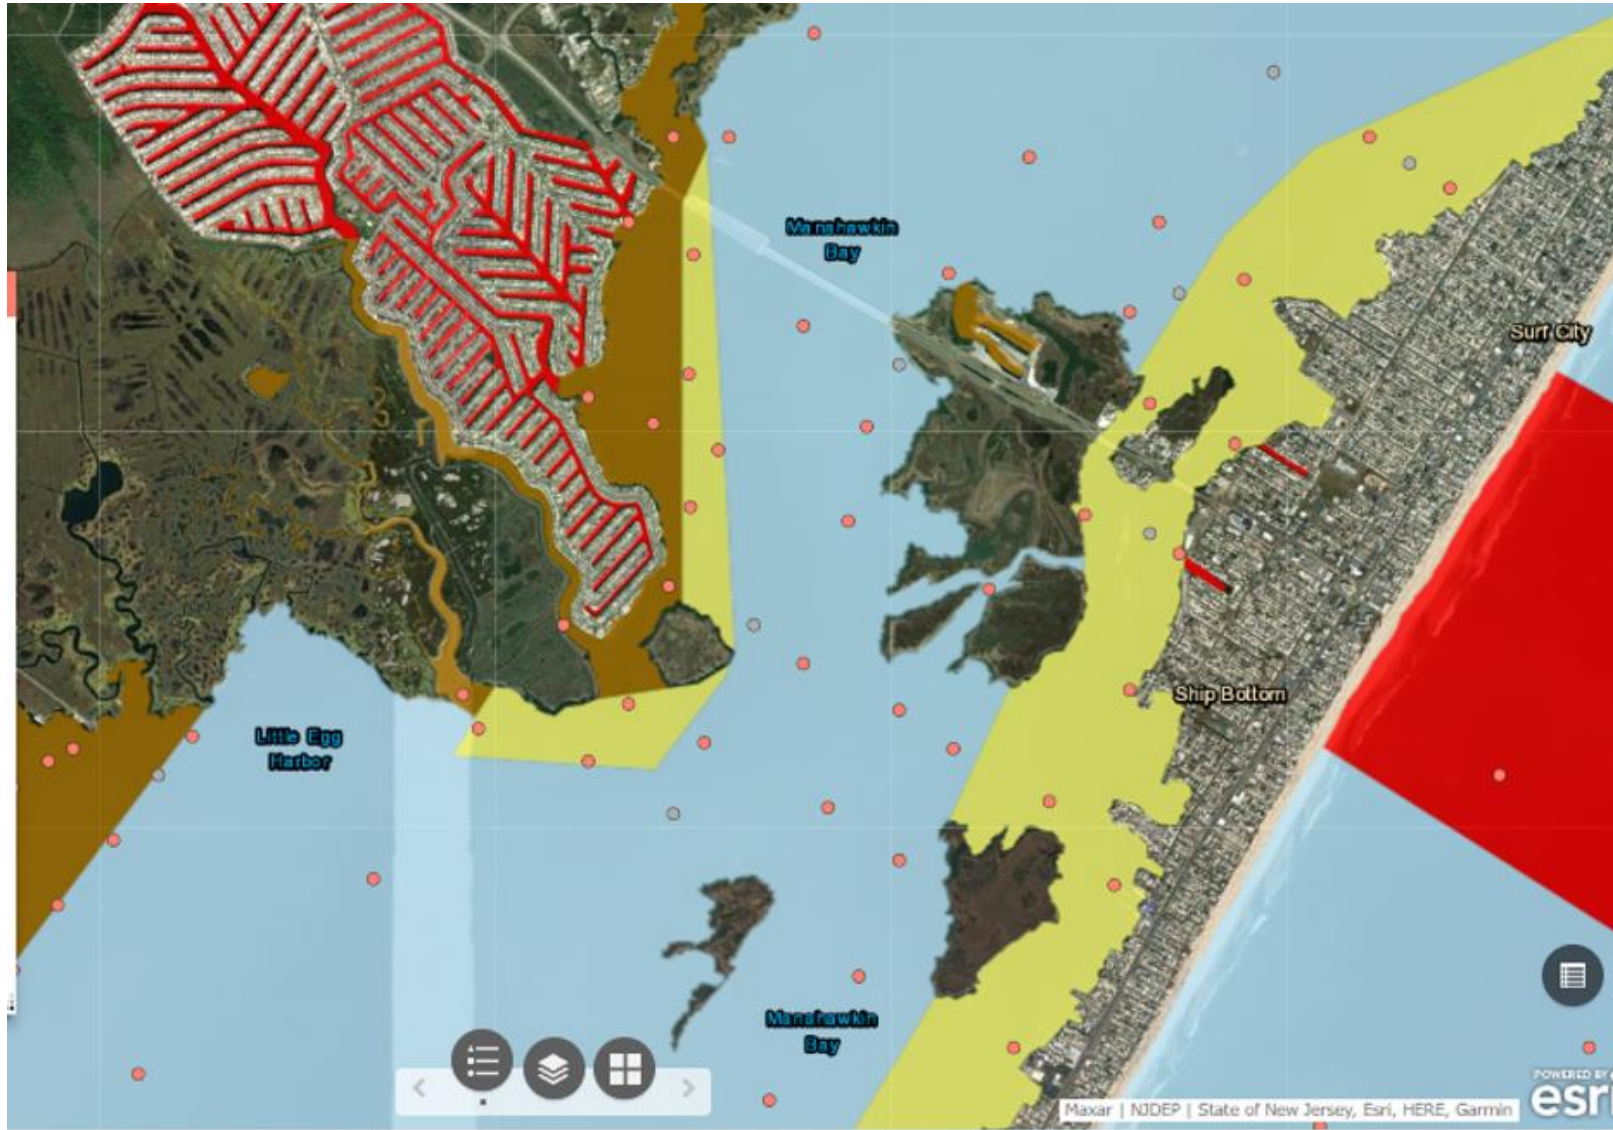 Manahawkin
Bay
Surf City
Ship Bottom
Little Egg
Harbor
Manahawkin
Bay
POWERED BY
esri
Maxar | NJDEP | State of New Jersey, Esri, HERE, Garmin